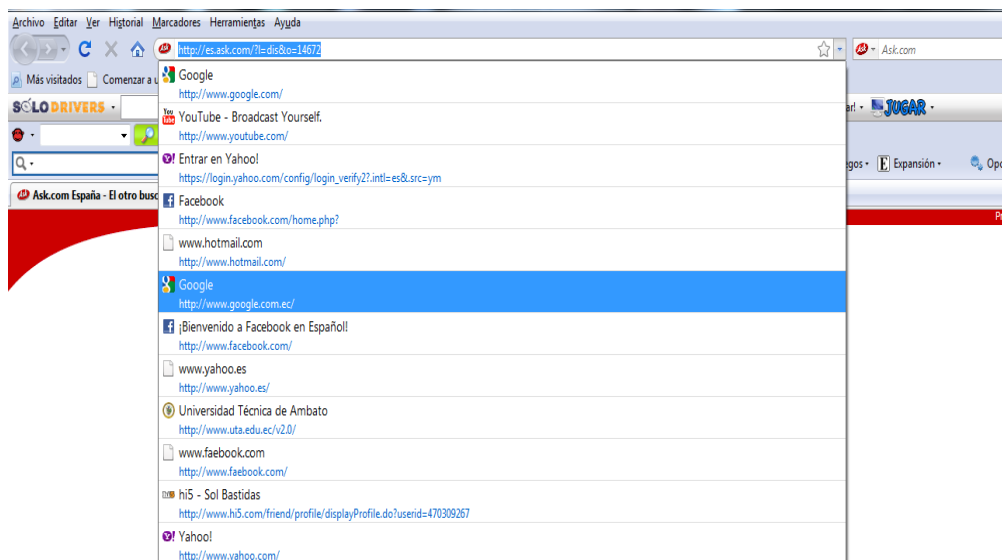 Archivo Editar Ver Historial Marcadores Herramientas Ayuda
http://es.ask.com/?l=dis&o=14672 Ask.com
Más visitados Comenzar a u
Google
http://www.google.com/
SOLODRIVERS ar! JUGAR
YouTube - Broadcast Yourself.
http://www.youtube.com/
Entrar en Yahoo!
https://login.yahoo.com/config/login_verify2?.intl=es&.src=ym
gos Expansión Opc
Ask.com España - El otro busc
Facebook
http://www.facebook.com/home.php?
www.hotmail.com
http://www.hotmail.com/
Google
http://www.google.com.ec/
¡Bienvenido a Facebook en Español!
http://www.facebook.com/
www.yahoo.es
http://www.yahoo.es/
Universidad Técnica de Ambato
http://www.uta.edu.ec/v2.0/
www.faebook.com
http://www.faebook.com/
hi5 - Sol Bastidas
http://www.hi5.com/friend/profile/displayProfile.do?userid=470309267
Yahoo!
http://www.yahoo.com/